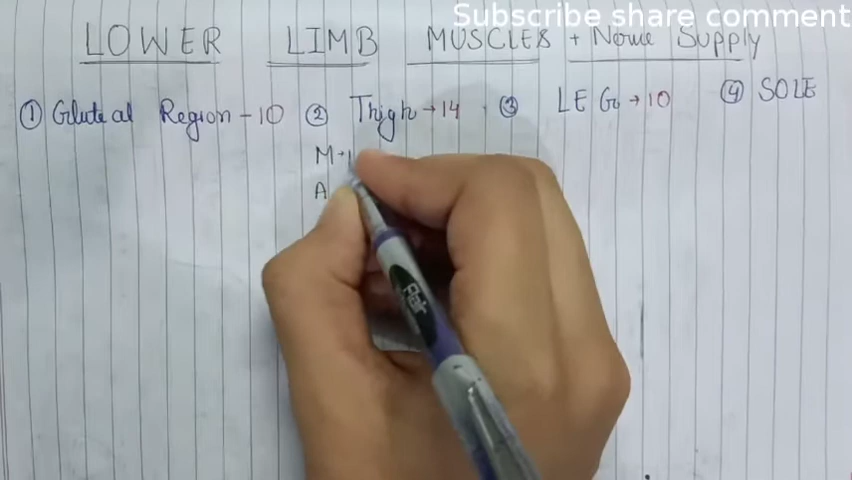 Subscribe share comment
LOWER LIMB MUSCLES + Nerve Supply
① Gluteal Region - 10 ② Thigh → 14 ③ LEG → 10 ④ SOLE
M
A